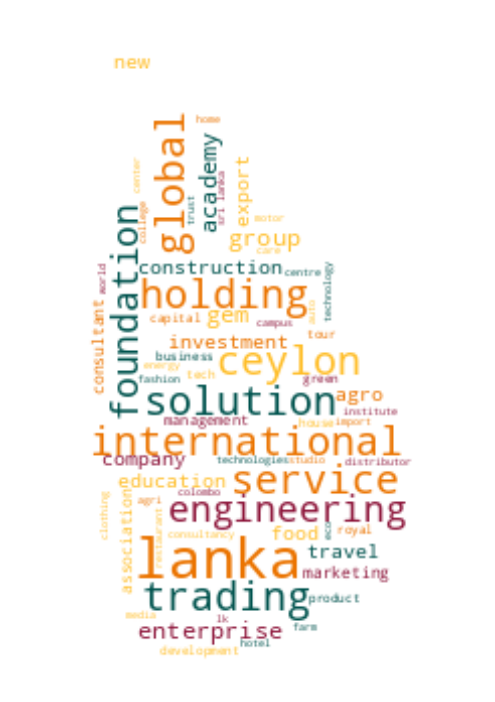 new
home
global
academy
center
export
sri lanka
trust
college
motor
group
care
foundation
construction
centre
world
technology
holding
consultant
gem
auto
capital
campus
tour
investment
business
ceylon
energy
tech
fashion
green
solution
agro
institute
management
house
import
international
company
technologies
studio
distributor
education
service
colombo
association
agri
clothing
engineering
restaurant
consultancy
food
eco
royal
lanka
travel
marketing
trading
product
media
lk
enterprise
farm
hotel
development